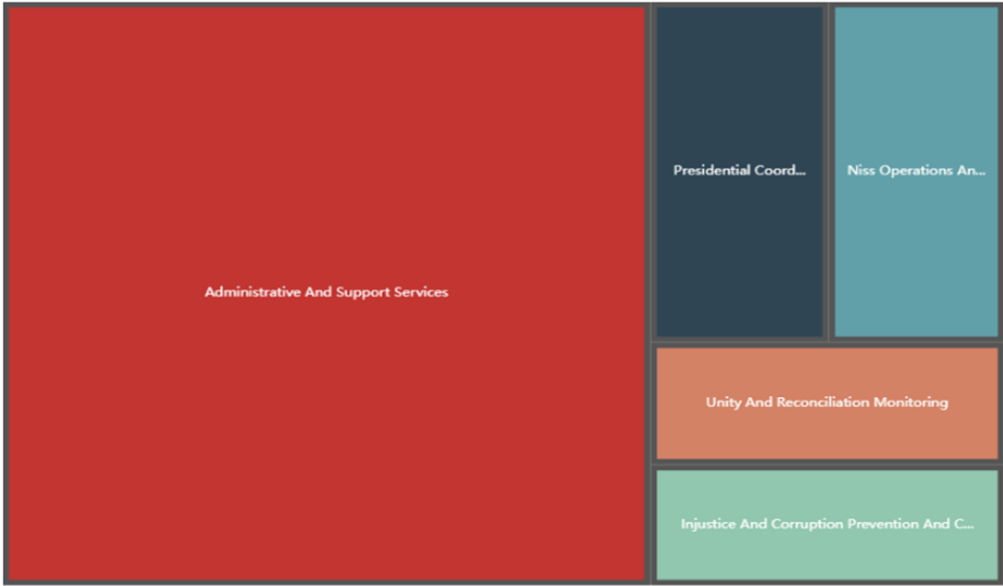 Administrative And Support Services
Presidential Coord...
Niss Operations An...
Unity And Reconciliation Monitoring
Injustice And Corruption Prevention And C...